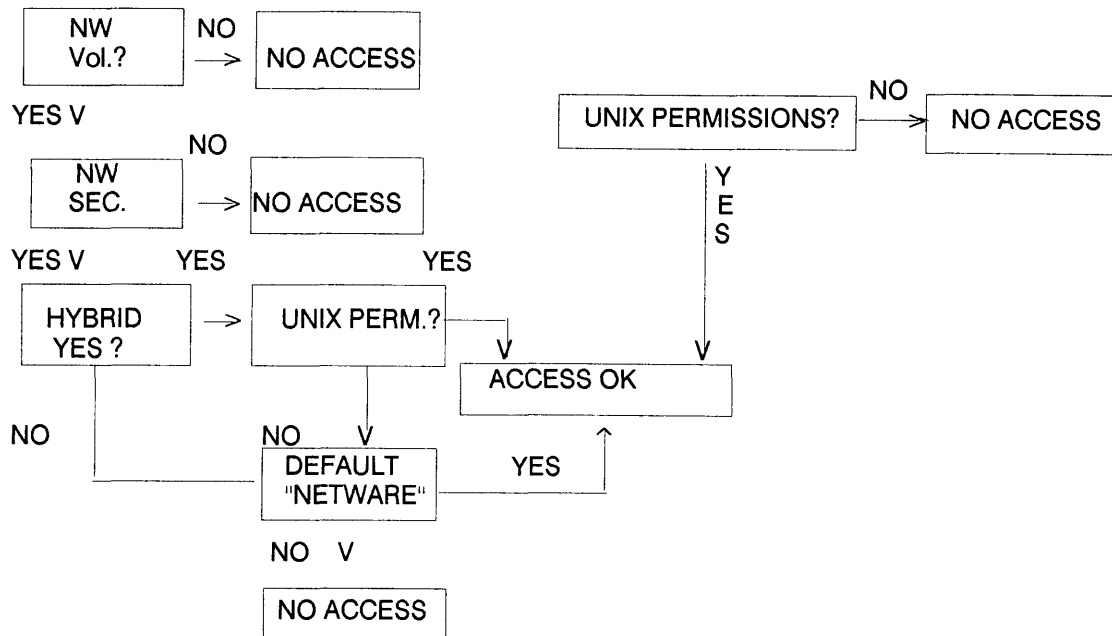 NW
Vol.?
NO
NO ACCESS
YES V
NW
SEC.
NO
NO ACCESS
YES V
YES
YES
HYBRID
YES ?
UNIX PERM.?
V
V
ACCESS OK
NO
NO
V
DEFAULT
"NETWARE"
YES
NO V
NO ACCESS
UNIX PERMISSIONS?
NO
NO ACCESS
Y
E
S